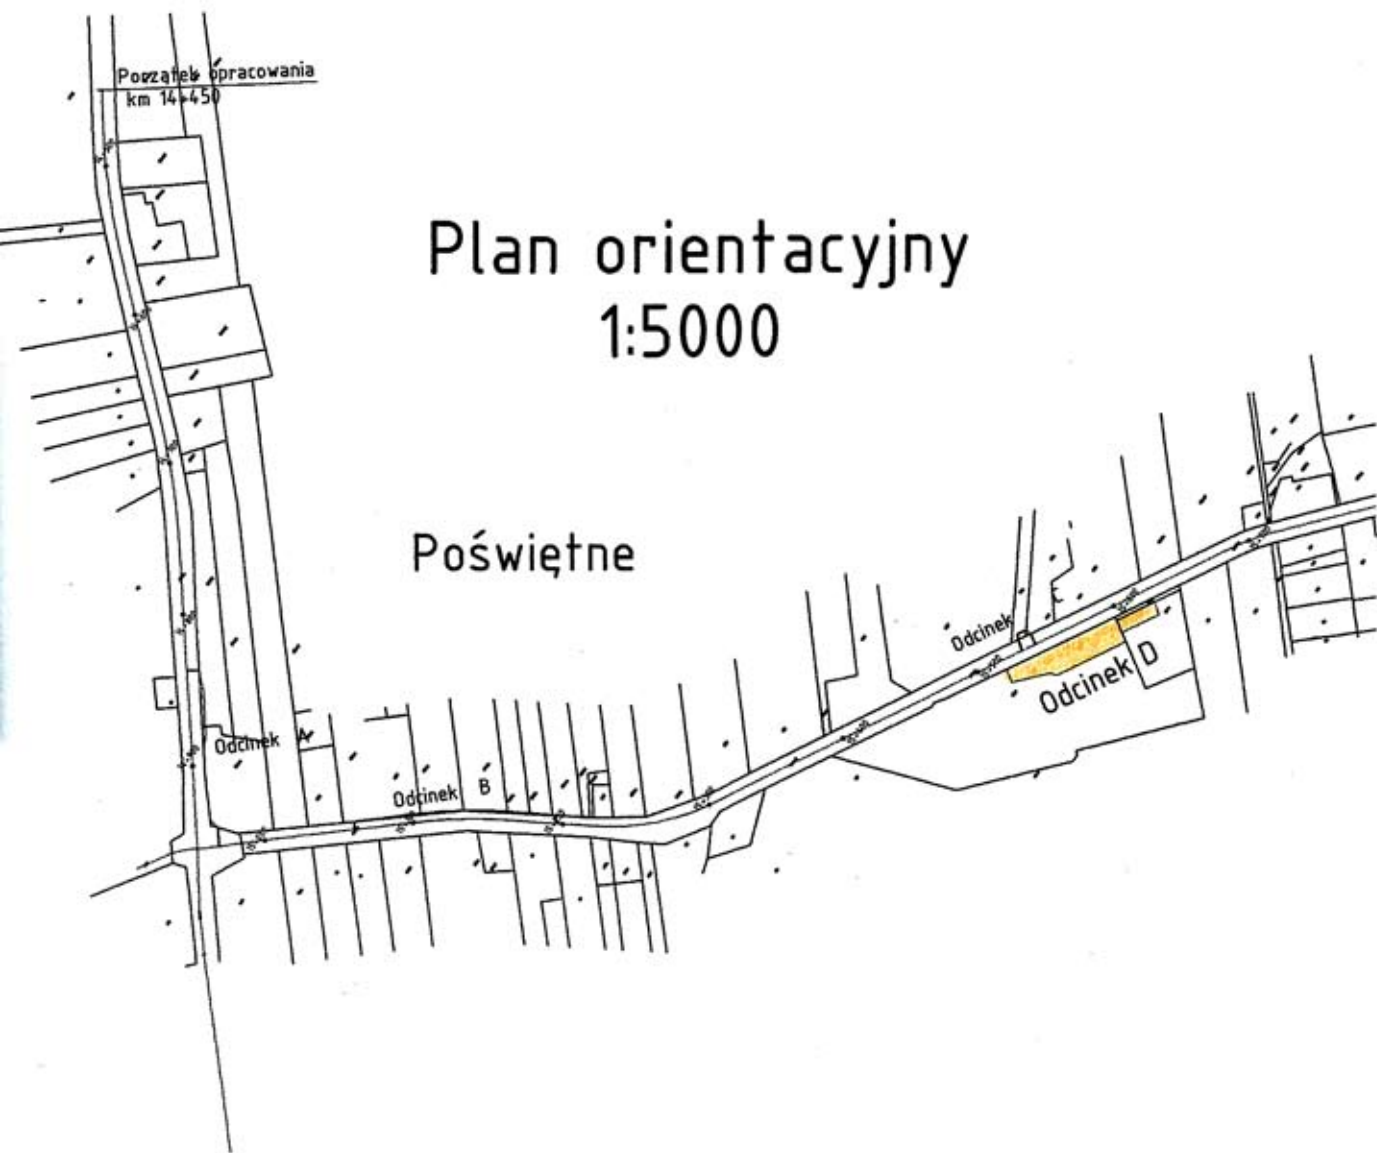 Początek opracowania
km 14+450
Plan orientacyjny
1:5000
Poświętne
Odcinek
Odcinek D
Odcinek A
Odcinek B